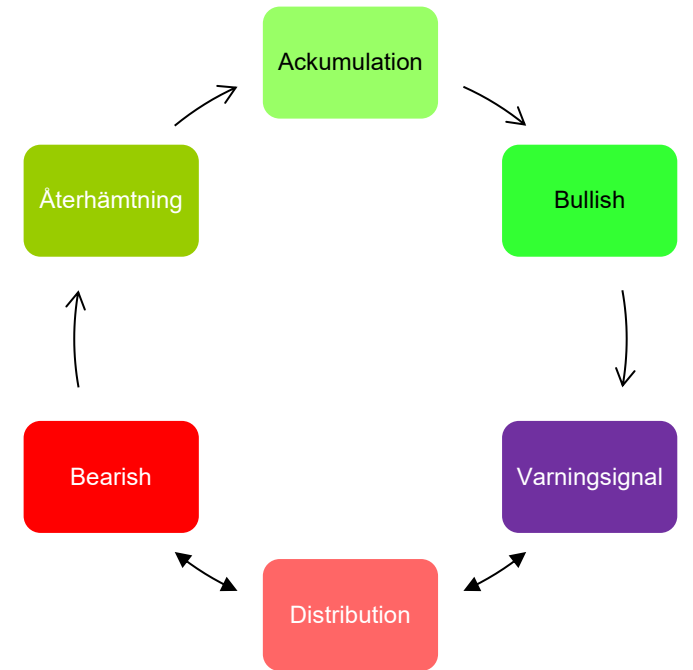 Ackumulation
Återhämtning
Bullish
Bearish
Varningsignal
Distribution